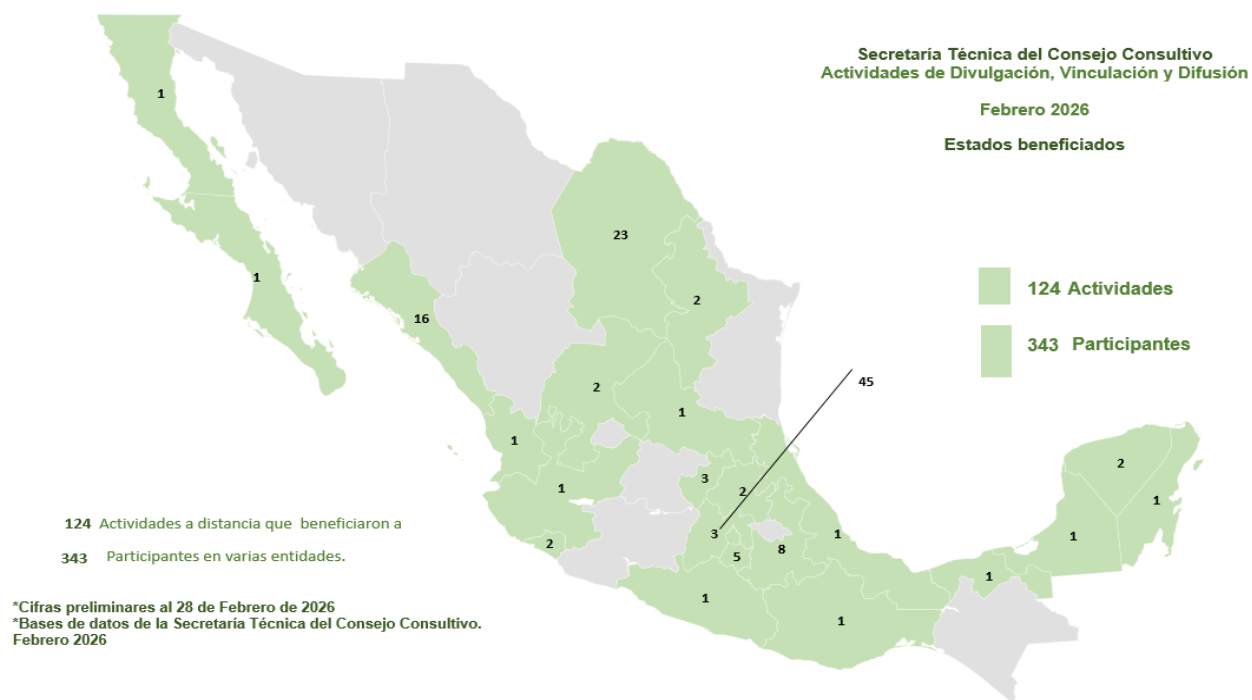 Secretaría Técnica del Consejo Consultivo
Actividades de Divulgación, Vinculación y Difusión
Febrero 2026
Estados beneficiados
1
23
1
2
16
124 Actividades
343 Participantes
45
2
1
1
3
2
2
1
1
3
1
1
2
5
8
1
1
1
124 Actividades a distancia que beneficiaron a
343 Participantes en varias entidades.
*Cifras preliminares al 28 de Febrero de 2026
*Bases de datos de la Secretaría Técnica del Consejo Consultivo.
Febrero 2026